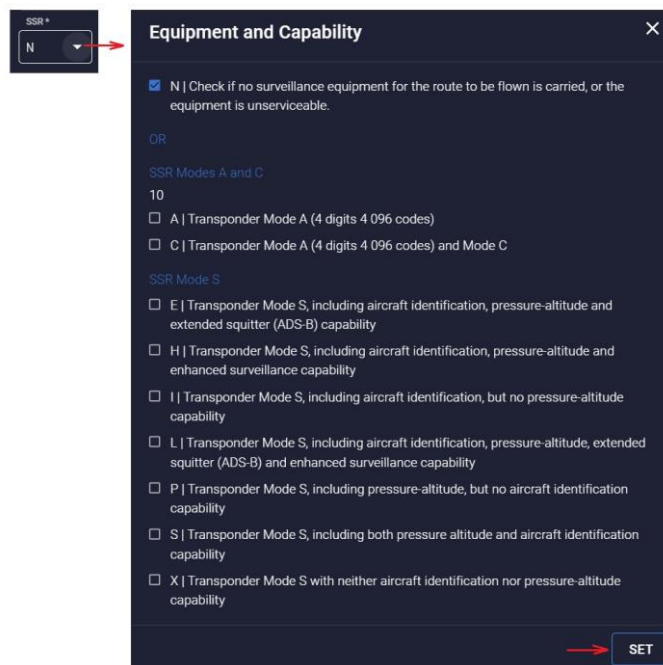 SSR *
N
Equipment and Capability
N | Check if no surveillance equipment for the route to be flown is carried, or the
equipment is unserviceable.
OR
SSR Modes A and C
10
A | Transponder Mode A (4 digits 4 096 codes)
C | Transponder Mode A (4 digits 4 096 codes) and Mode C
SSR Mode S
E | Transponder Mode S, including aircraft identification, pressure-altitude and
extended squitter (ADS-B) capability
H | Transponder Mode S, including aircraft identification, pressure-altitude and
enhanced surveillance capability
I | Transponder Mode S, including aircraft identification, but no pressure-altitude
capability
L | Transponder Mode S, including aircraft identification, pressure-altitude, extended
squitter (ADS-B) and enhanced surveillance capability
P | Transponder Mode S, including pressure-altitude, but no aircraft identification
capability
S | Transponder Mode S, including both pressure altitude and aircraft identification
capability
X | Transponder Mode S with neither aircraft identification nor pressure-altitude
capability
SET